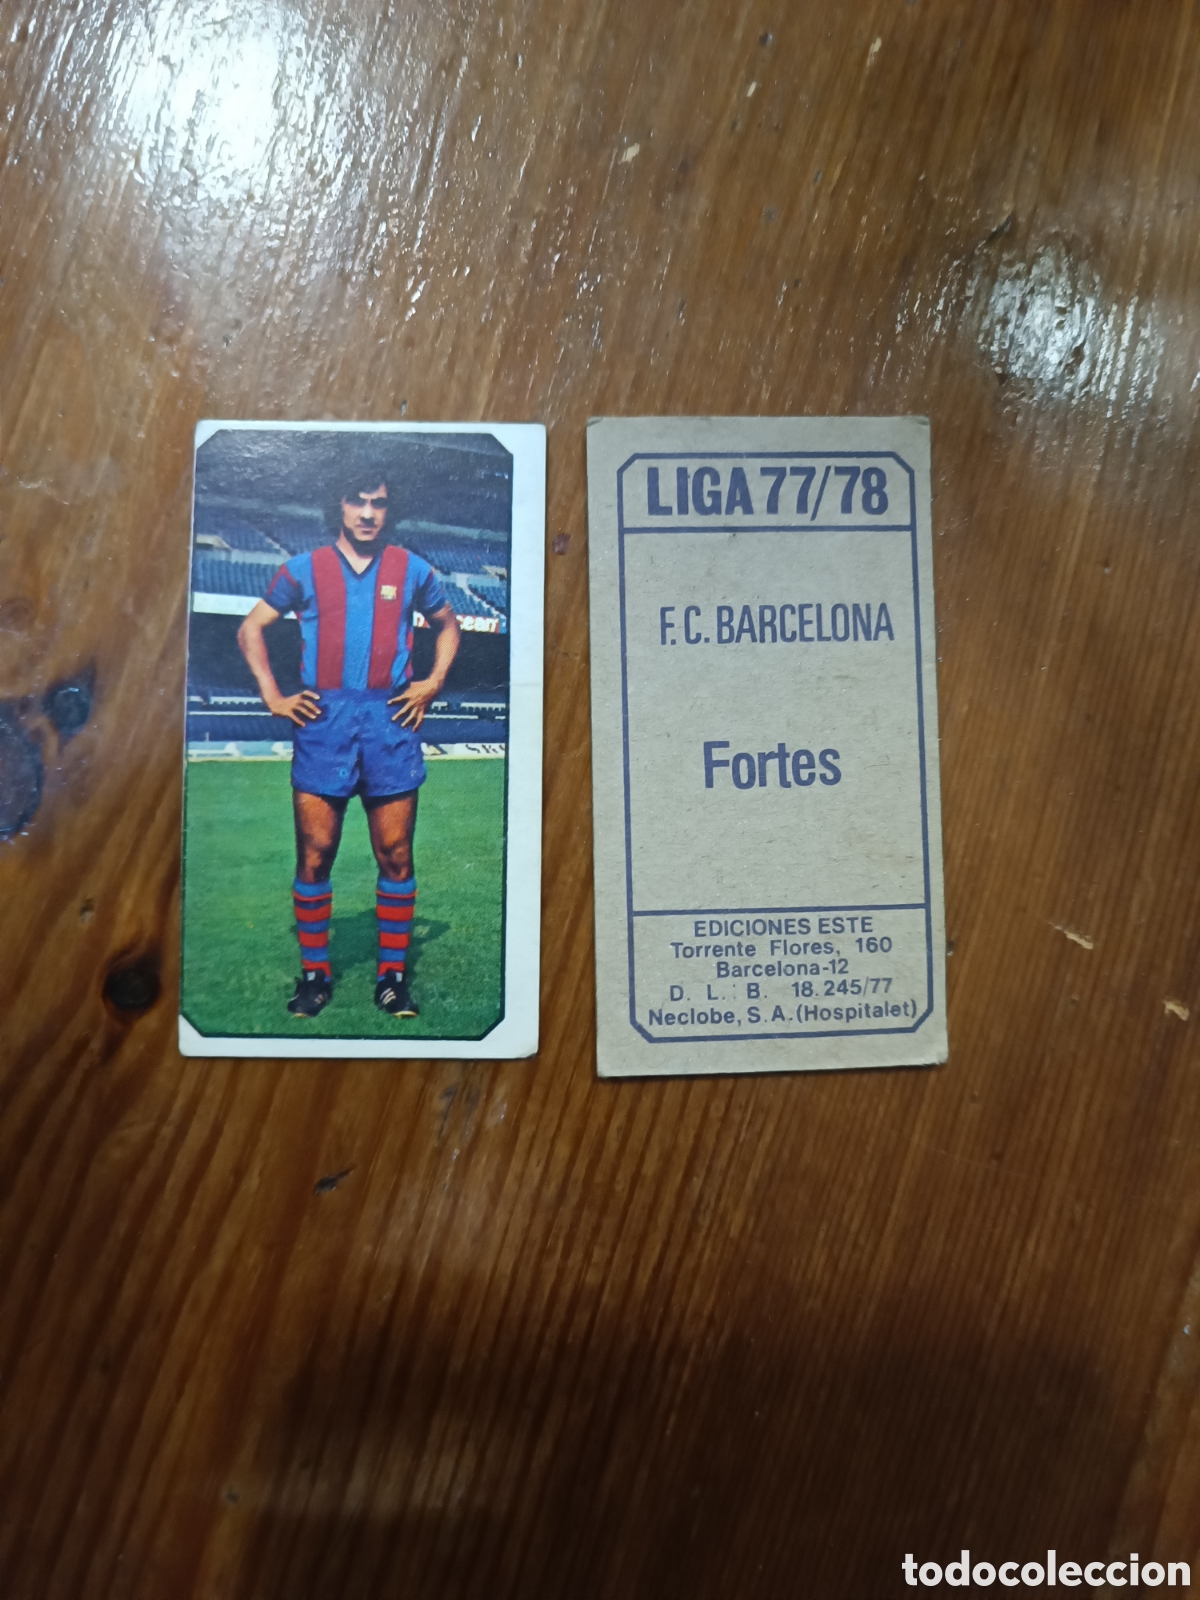 LIGA 77/78
F.C. BARCELONA
Fortes
EDICIONES ESTE
Torrente Flores, 160
Barcelona-12
D. L. : B. 18.245/77
Neclobe, S.A. (Hospitalet)
todocoleccion